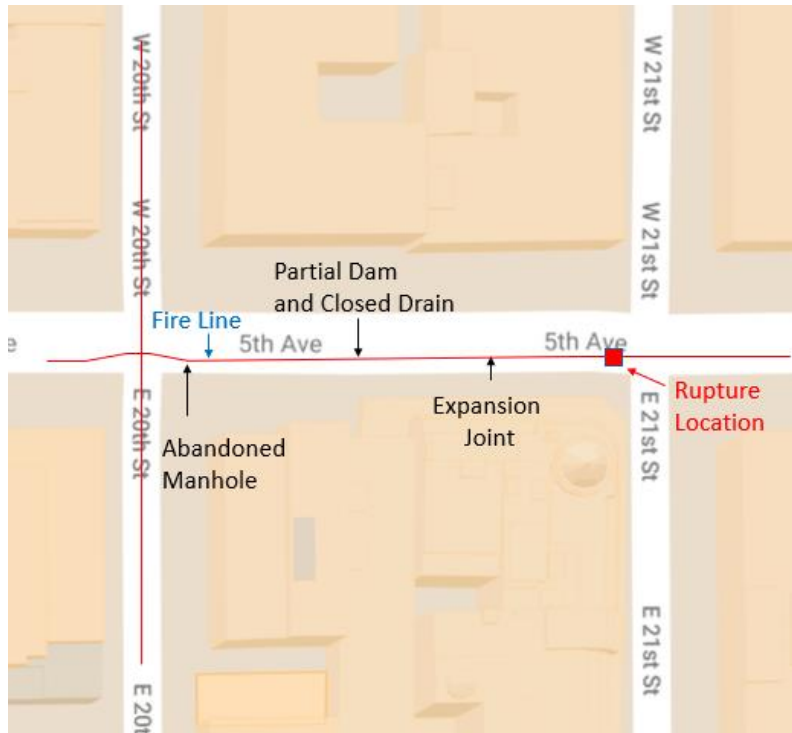 W 20th St
W 21st St
W 20th St
W 21st St
Partial Dam
and Closed Drain
Fire Line
e
5th Ave
5th Ave
Rupture
Location
Expansion
Joint
E 20th St
E 21st St
Abandoned
Manhole
E 21st St
E 20t